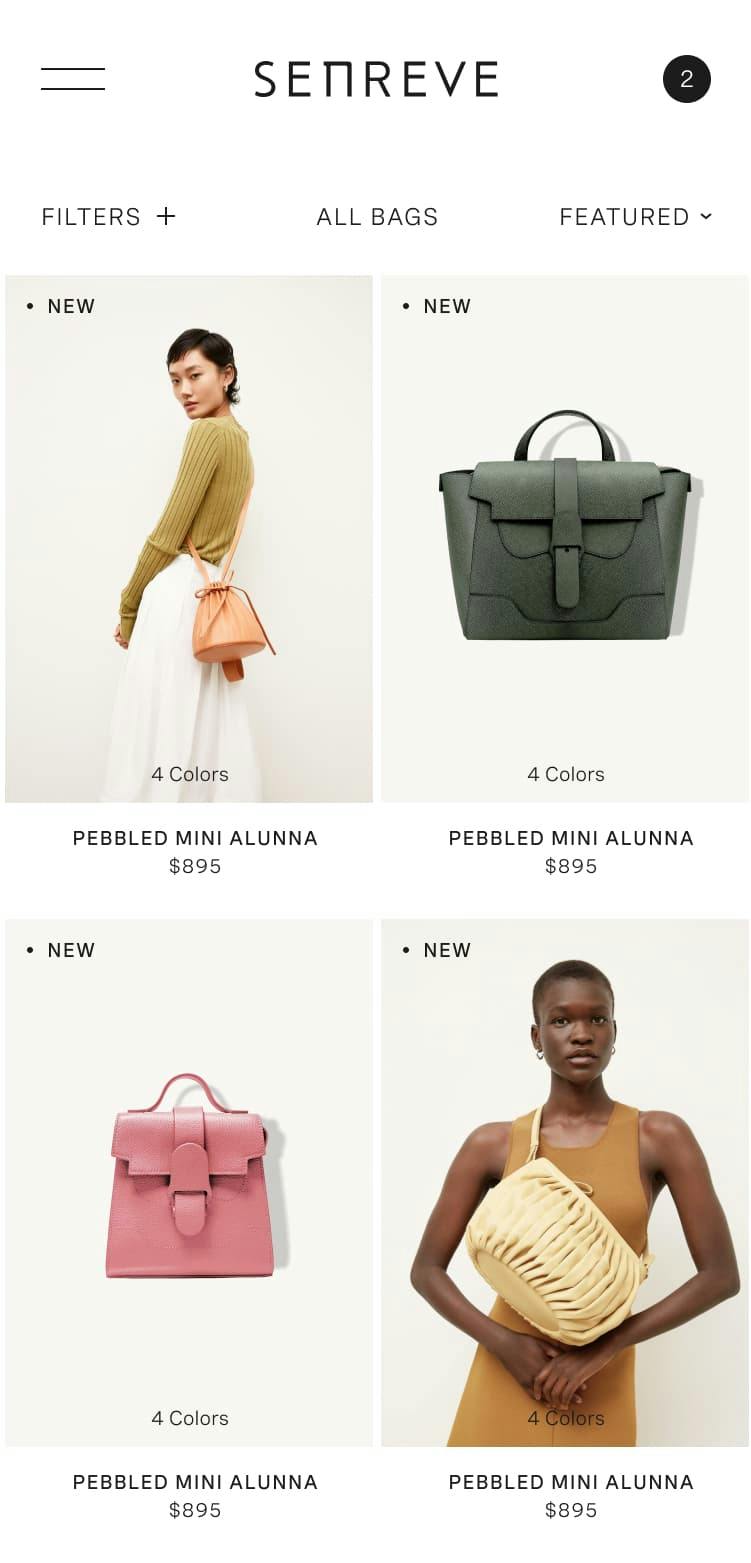 SENREVE
2
FILTERS +
ALL BAGS
FEATURED
• NEW
• NEW
4 Colors
4 Colors
PEBBLED MINI ALUNNA
$895
PEBBLED MINI ALUNNA
$895
• NEW
• NEW
4 Colors
4 Colors
PEBBLED MINI ALUNNA
$895
PEBBLED MINI ALUNNA
$895